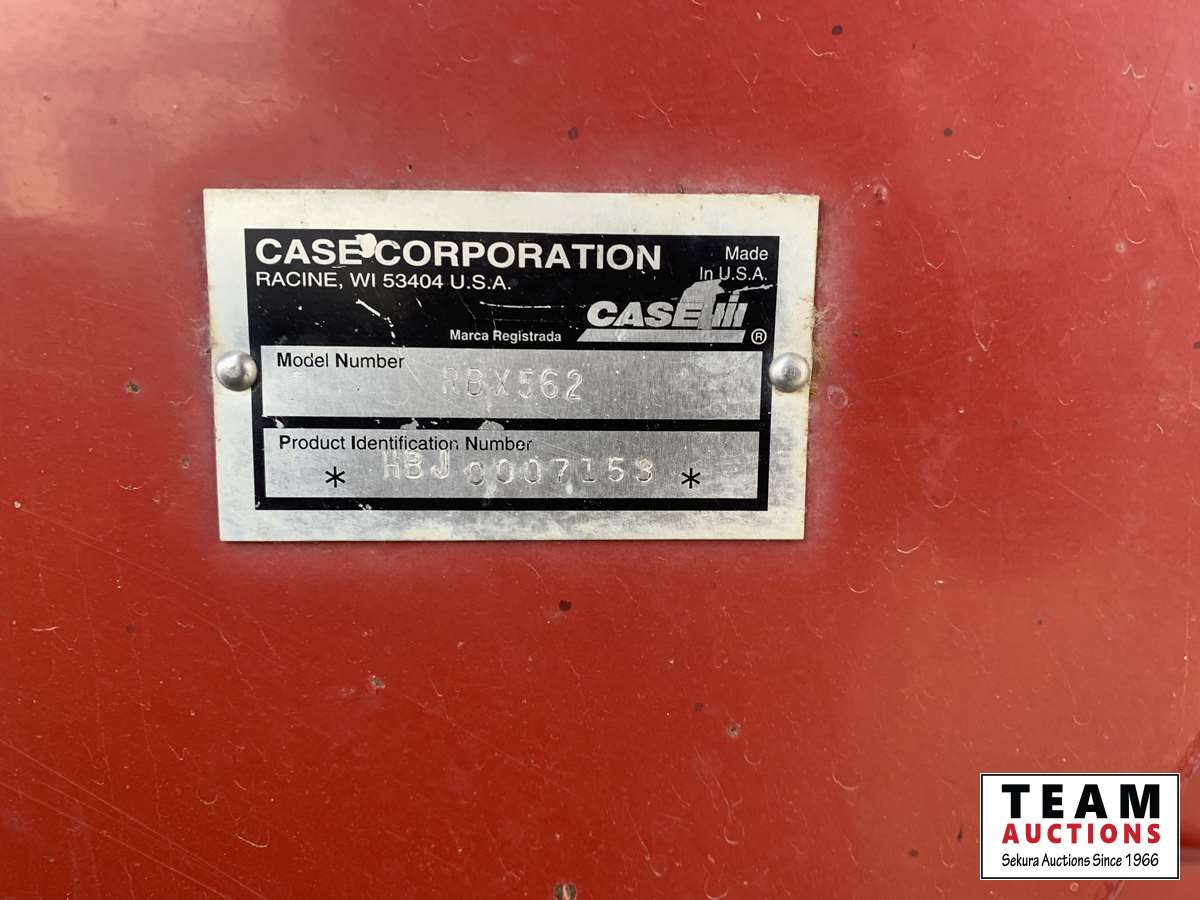 CASE CORPORATION
RACINE, WI 53404 U.S.A.
Made
In U.S.A.
CASE IH
Marca Registrada ®
Model Number
RBX562
Product Identification Number
* HBJ0007153 *
TEAM
AUCTIONS
Sekura Auctions Since 1966